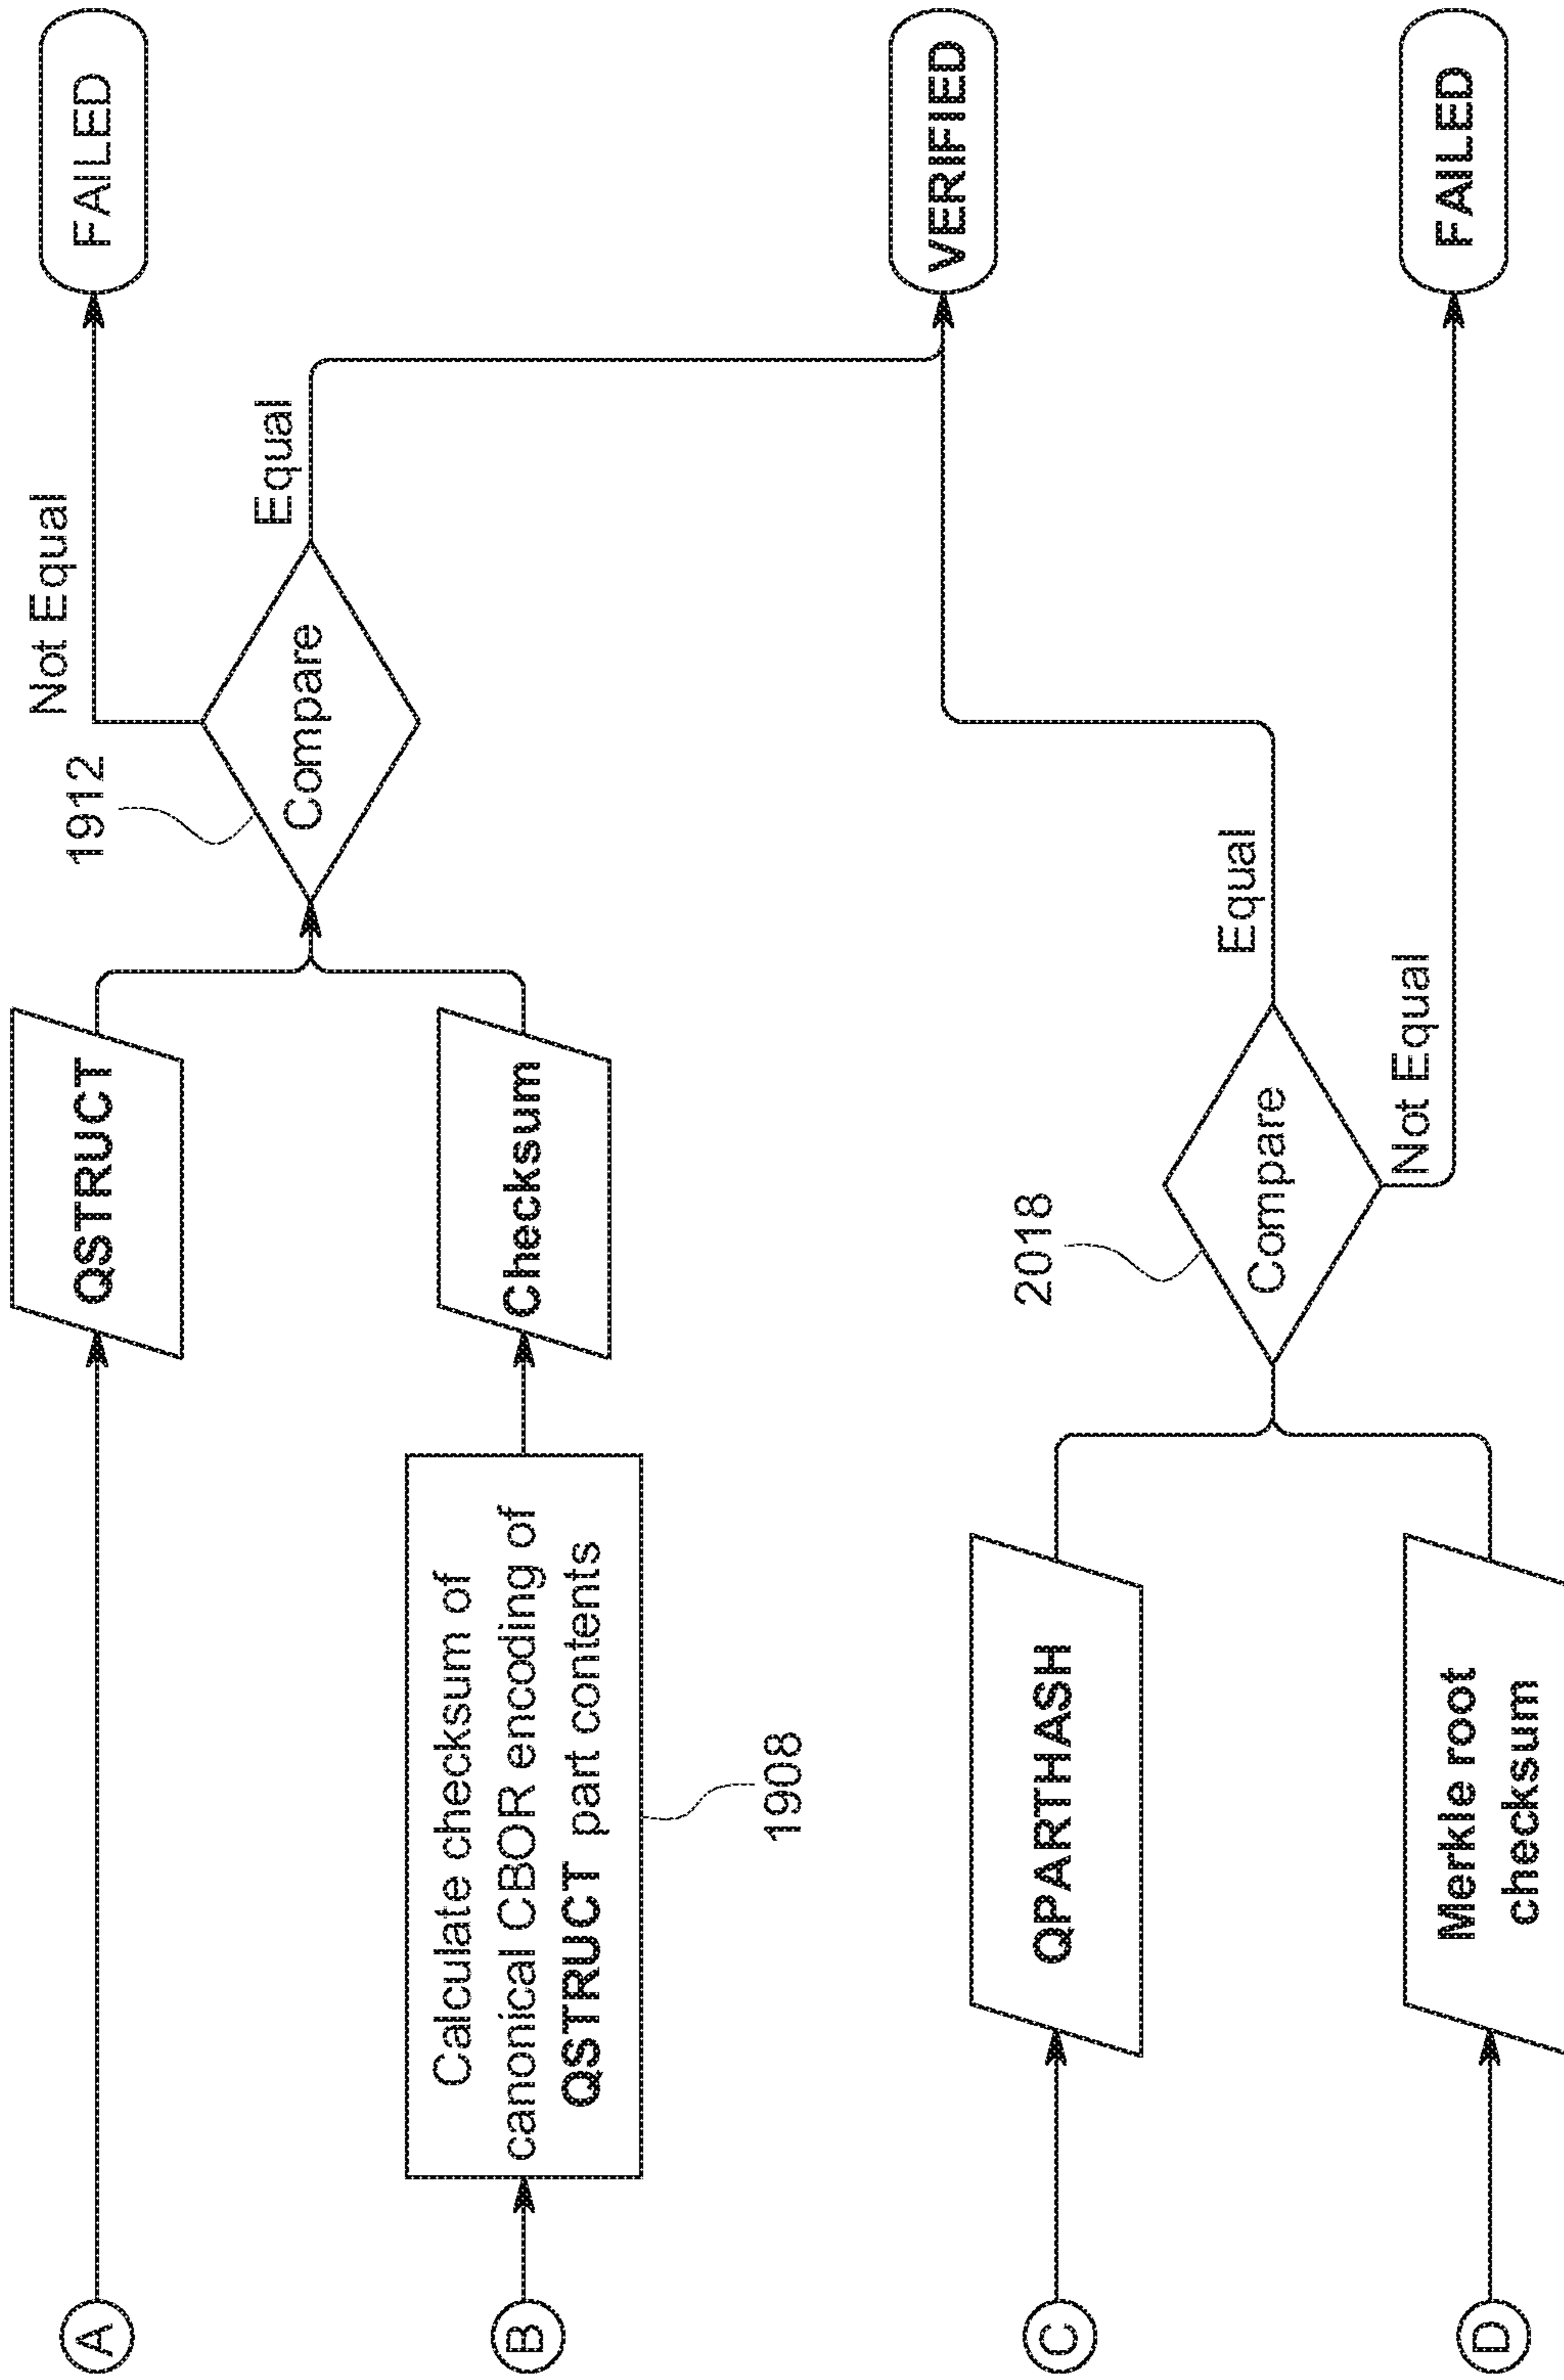 A
QSTRUCT
1912
Not Equal
Compare
Equal
FAILED
B
Calculate checksum of
canonical CBOR encoding of
QSTRUCT part contents
1908
Checksum
VERIFIED
C
QPARTHASH
2018
Compare
Equal
Not Equal
FAILED
D
Merkle root
checksum